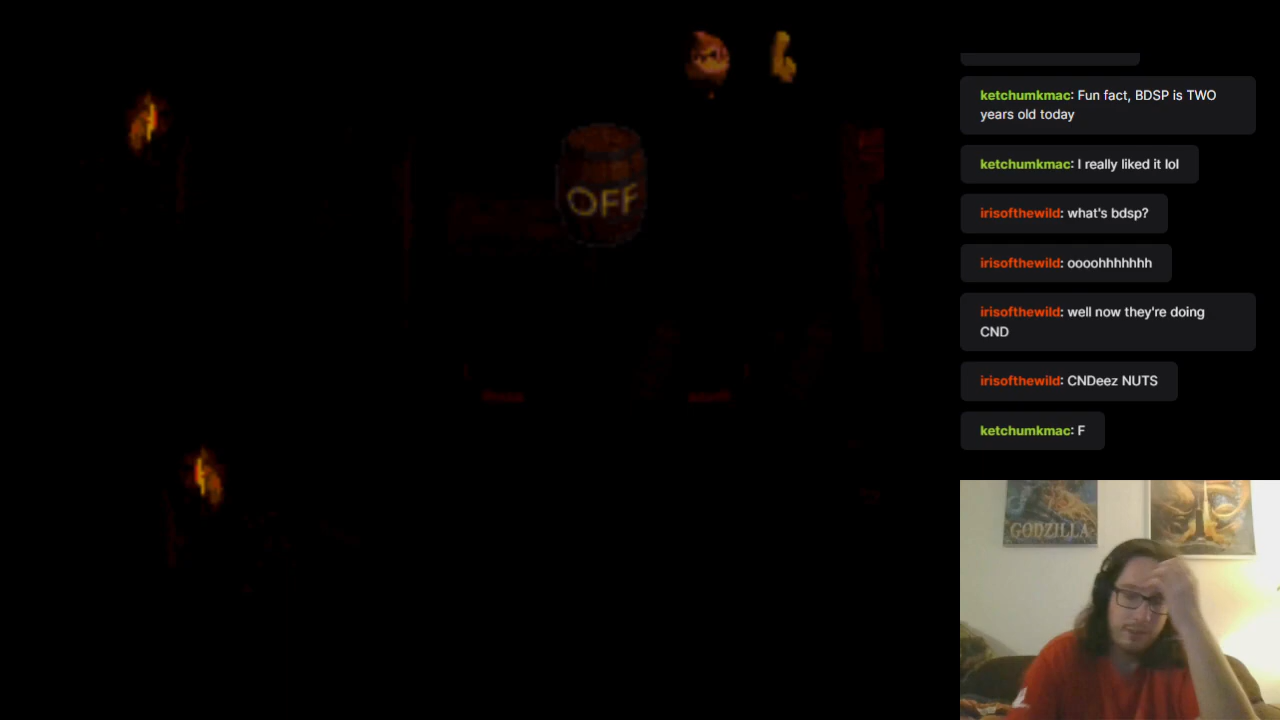 OFF
ketchumkmac: Fun fact, BDSP is TWO
years old today
ketchumkmac: I really liked it lol
irisofthewild: what's bdsp?
irisofthewild: oooohhhhhhh
irisofthewild: well now they're doing
CND
irisofthewild: CNDeez NUTS
ketchumkmac: F
GODZILLA